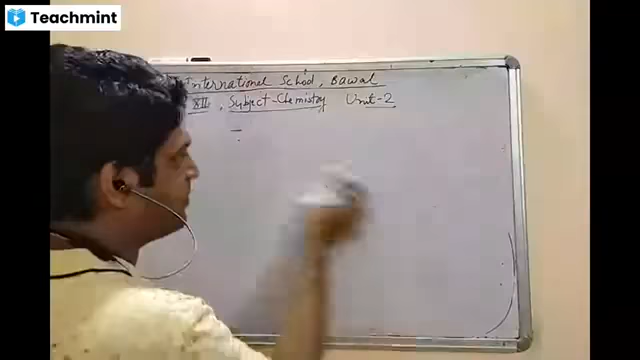 Teachmint
International School, Bawal
XII, Subject-Chemistry Unit-2